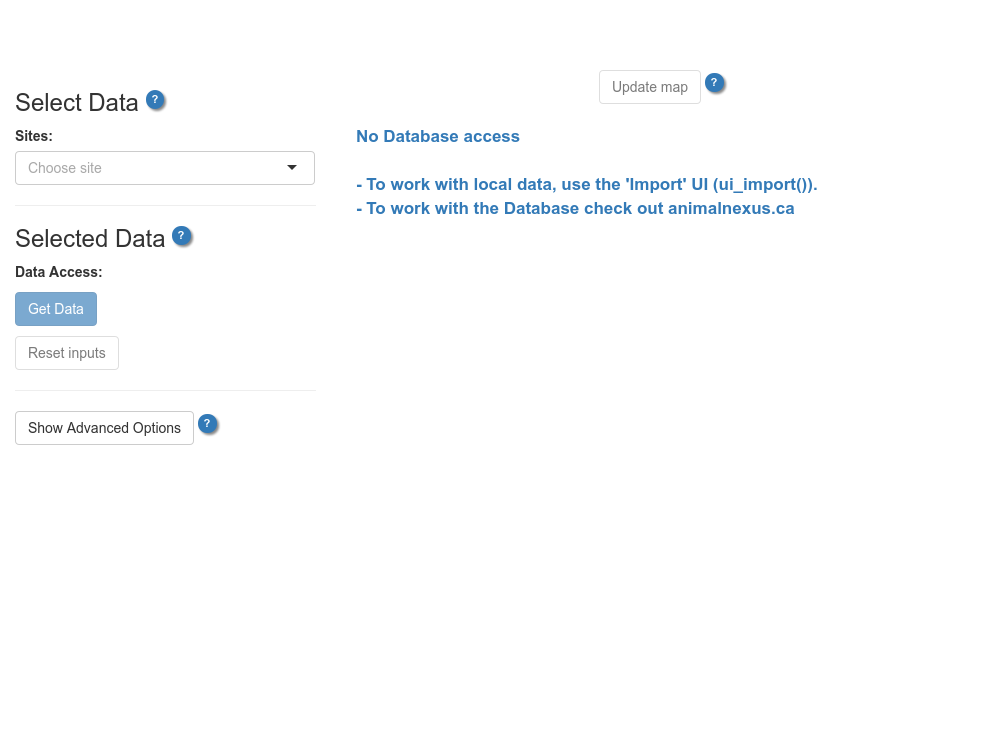 Update map ?
Select Data ?
Sites:
Choose site
No Database access
- To work with local data, use the 'Import' UI (ui_import()).
- To work with the Database check out animalnexus.ca
Selected Data ?
Data Access:
Get Data
Reset inputs
Show Advanced Options ?